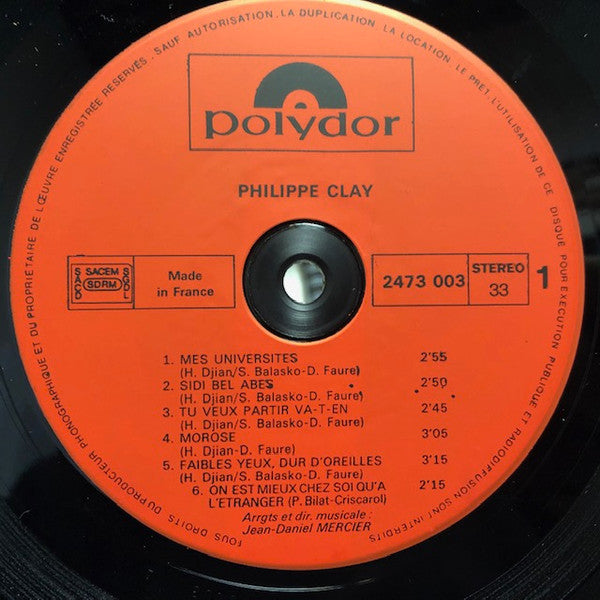 TOUS DROITS DU PRODUCTEUR PHONOGRAPHIQUE ET DU PROPRIETAIRE DE L'ŒUVRE ENREGISTRÉE RESERVÉS. SAUF AUTORISATION, LA DUPLICATION, LA LOCATION, LE PRET, L'UTILISATION DE CE DISQUE POUR EXECUTION PUBLIQUE ET RADIODIFFUSION SONT INTERDITS
polydor
PHILIPPE CLAY
SACD SACEM SDRM SGDL
Made
in France
2473 003 STEREO 33 1
1. MES UNIVERSITES 2'55
(H. Djian/S. Balasko-D. Faure)
2. SIDI BEL ABES 2'50
(H. Djian/S. Balasko-D. Faure)
3. TU VEUX PARTIR VA-T-EN 2'45
(H. Djian/S. Balasko-D. Faure)
4. MOROSE 3'05
(H. Djian-D. Faure)
5. FAIBLES YEUX, DUR D'OREILLES 3'15
(H. Djian/S. Balasko-D. Faure)
6. ON EST MIEUX CHEZ SOI QU'A 2'15
L'ETRANGER (P. Bilat-Criscarol)
Arrgts et dir. musicale :
Jean-Daniel MERCIER